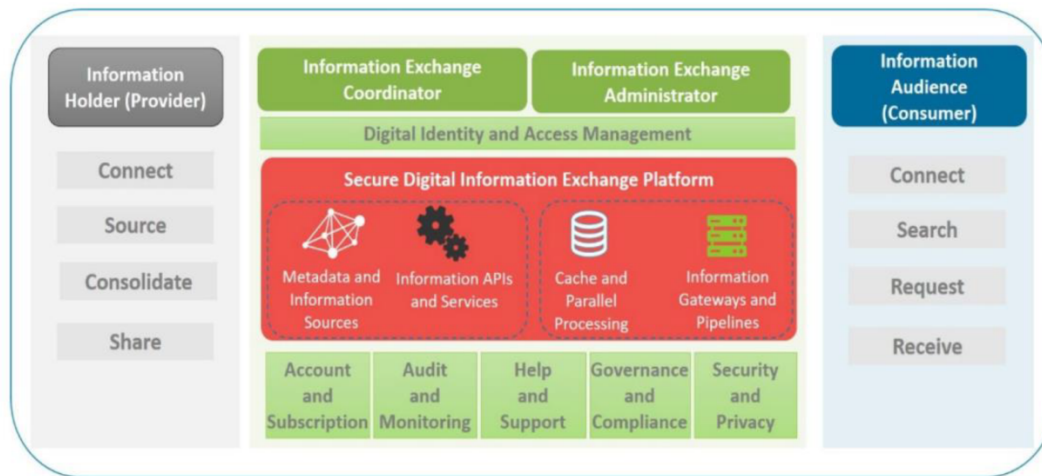 Information
Holder (Provider)
Connect
Source
Consolidate
Share
Information Exchange
Coordinator
Information Exchange
Administrator
Digital Identity and Access Management
Secure Digital Information Exchange Platform
Metadata and
Information
Sources
Information APIs
and Services
Cache and
Parallel
Processing
Information
Gateways and
Pipelines
Account
and
Subscription
Audit
and
Monitoring
Help
and
Support
Governance
and
Compliance
Security
and
Privacy
Information
Audience
(Consumer)
Connect
Search
Request
Receive